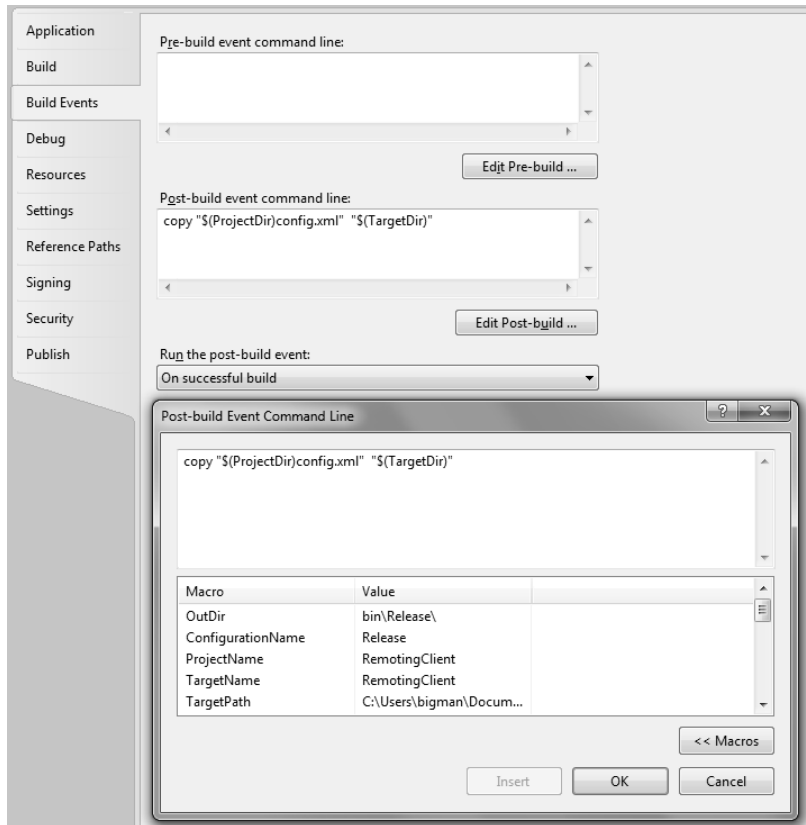 Application
Build
Build Events
Debug
Resources
Settings
Reference Paths
Signing
Security
Publish
Pre-build event command line:
Edit Pre-build ...
Post-build event command line:
copy "$(ProjectDir)config.xml"  "$(TargetDir)"
Edit Post-build ...
Run the post-build event:
On successful build
Post-build Event Command Line
? X
copy "$(ProjectDir)config.xml"  "$(TargetDir)"
Macro Value
OutDir bin\Release\
ConfigurationName Release
ProjectName RemotingClient
TargetName RemotingClient
TargetPath C:\Users\bigman\Docum...
<< Macros
Insert OK Cancel